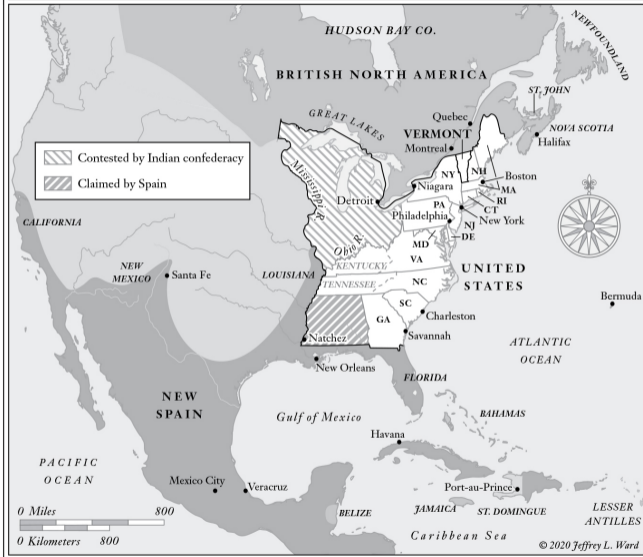 HUDSON BAY CO.
NEWFOUNDLAND
BRITISH NORTH AMERICA
ST. JOHN
GREAT LAKES
Quebec
VERMONT
NOVA SCOTIA
Montreal
Halifax
Contested by Indian confederacy
Claimed by Spain
Mississippi R.
NY
NH
Boston
MA
Detroit
Niagara
RI
CT
PA
New York
Philadelphia
NJ
DE
CALIFORNIA
Ohio R.
MD
VA
KENTUCKY
UNITED
STATES
NEW
MEXICO
Santa Fe
LOUISIANA
TENNESSEE
NC
SC
Bermuda
GA
Charleston
Savannah
Natchez
ATLANTIC
OCEAN
New Orleans
FLORIDA
NEW
SPAIN
Gulf of Mexico
BAHAMAS
Havana
PACIFIC
OCEAN
Mexico City
Veracruz
Port-au-Prince
0 Miles 800
0 Kilometers 800
BELIZE
JAMAICA
ST. DOMINGUE
LESSER
ANTILLES
Caribbean Sea
© 2020 Jeffrey L. Ward